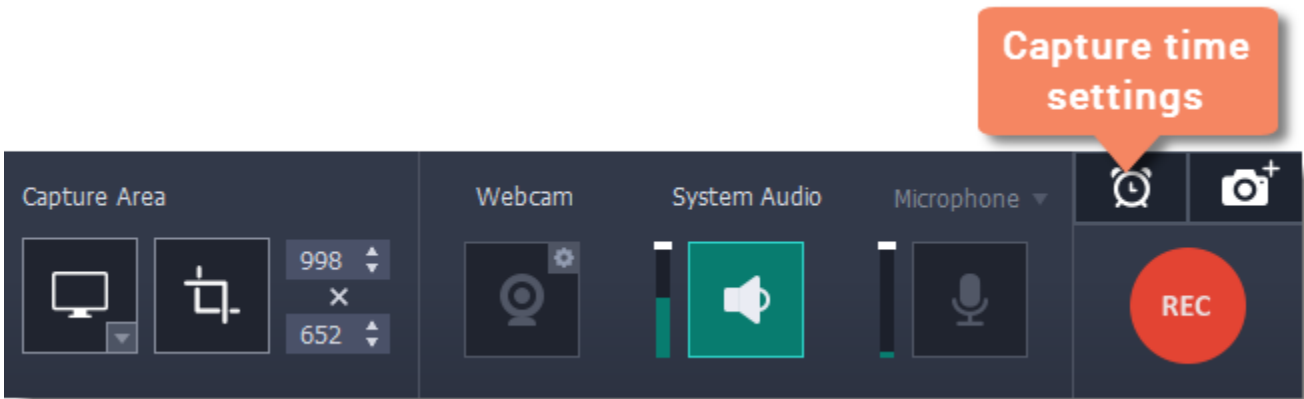 Capture time
settings
Capture Area
Webcam
System Audio
Microphone
998
×
652
REC